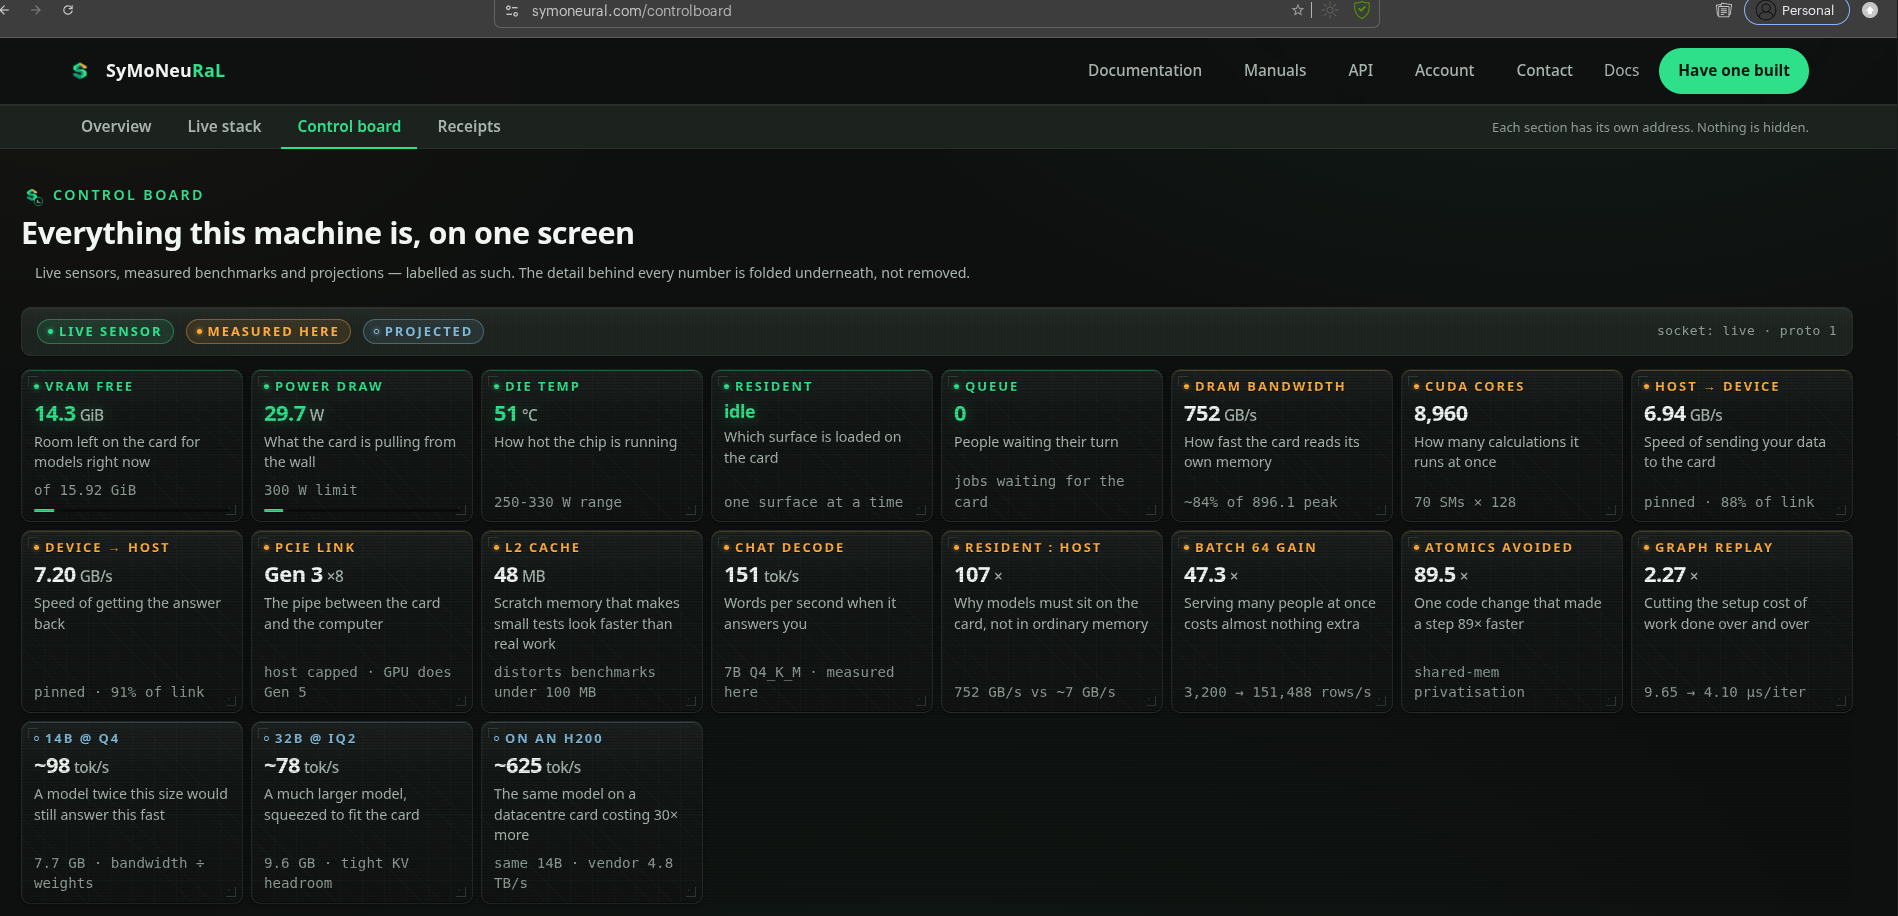 symoneural.com/controlboard
Personal
SyMoNeuRaL
Documentation
Manuals
API
Account
Contact
Docs
Have one built
Overview
Live stack
Control board
Receipts
Each section has its own address. Nothing is hidden.
CONTROL BOARD
Everything this machine is, on one screen
Live sensors, measured benchmarks and projections — labelled as such. The detail behind every number is folded underneath, not removed.
LIVE SENSOR
MEASURED HERE
PROJECTED
socket: live · proto 1
VRAM FREE
14.3 GiB
Room left on the card for
models right now
of 15.92 GiB
POWER DRAW
29.7 W
What the card is pulling from
the wall
300 W limit
DIE TEMP
51 °C
How hot the chip is running
250-330 W range
RESIDENT
idle
Which surface is loaded on
the card
one surface at a time
QUEUE
0
People waiting their turn
jobs waiting for the
card
DRAM BANDWIDTH
752 GB/s
How fast the card reads its
own memory
~84% of 896.1 peak
CUDA CORES
8,960
How many calculations it
runs at once
70 SMs × 128
HOST → DEVICE
6.94 GB/s
Speed of sending your data
to the card
pinned · 88% of link
DEVICE → HOST
7.20 GB/s
Speed of getting the answer
back
pinned · 91% of link
PCIE LINK
Gen 3 ×8
The pipe between the card
and the computer
host capped · GPU does
Gen 5
L2 CACHE
48 MB
Scratch memory that makes
small tests look faster than
real work
distorts benchmarks
under 100 MB
CHAT DECODE
151 tok/s
Words per second when it
answers you
7B Q4_K_M · measured
here
RESIDENT : HOST
107 ×
Why models must sit on the
card, not in ordinary memory
752 GB/s vs ~7 GB/s
BATCH 64 GAIN
47.3 ×
Serving many people at once
costs almost nothing extra
3,200 → 151,488 rows/s
ATOMICS AVOIDED
89.5 ×
One code change that made
a step 89× faster
shared-mem
privatisation
GRAPH REPLAY
2.27 ×
Cutting the setup cost of
work done over and over
9.65 → 4.10 µs/iter
14B @ Q4
~98 tok/s
A model twice this size would
still answer this fast
7.7 GB · bandwidth ÷
weights
32B @ IQ2
~78 tok/s
A much larger model,
squeezed to fit the card
9.6 GB · tight KV
headroom
ON AN H200
~625 tok/s
The same model on a
datacentre card costing 30×
more
same 14B · vendor 4.8
TB/s